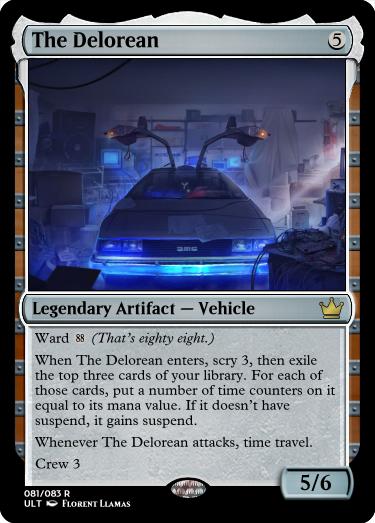 The Delorean 5
DMC
Legendary Artifact — Vehicle
Ward 88 (That's eighty eight.)
When The Delorean enters, scry 3, then exile
the top three cards of your library. For each of
those cards, put a number of time counters on it
equal to its mana value. If it doesn't have
suspend, it gains suspend.
Whenever The Delorean attacks, time travel.
Crew 3
5/6
081/083 R
ULT Florent Llamas